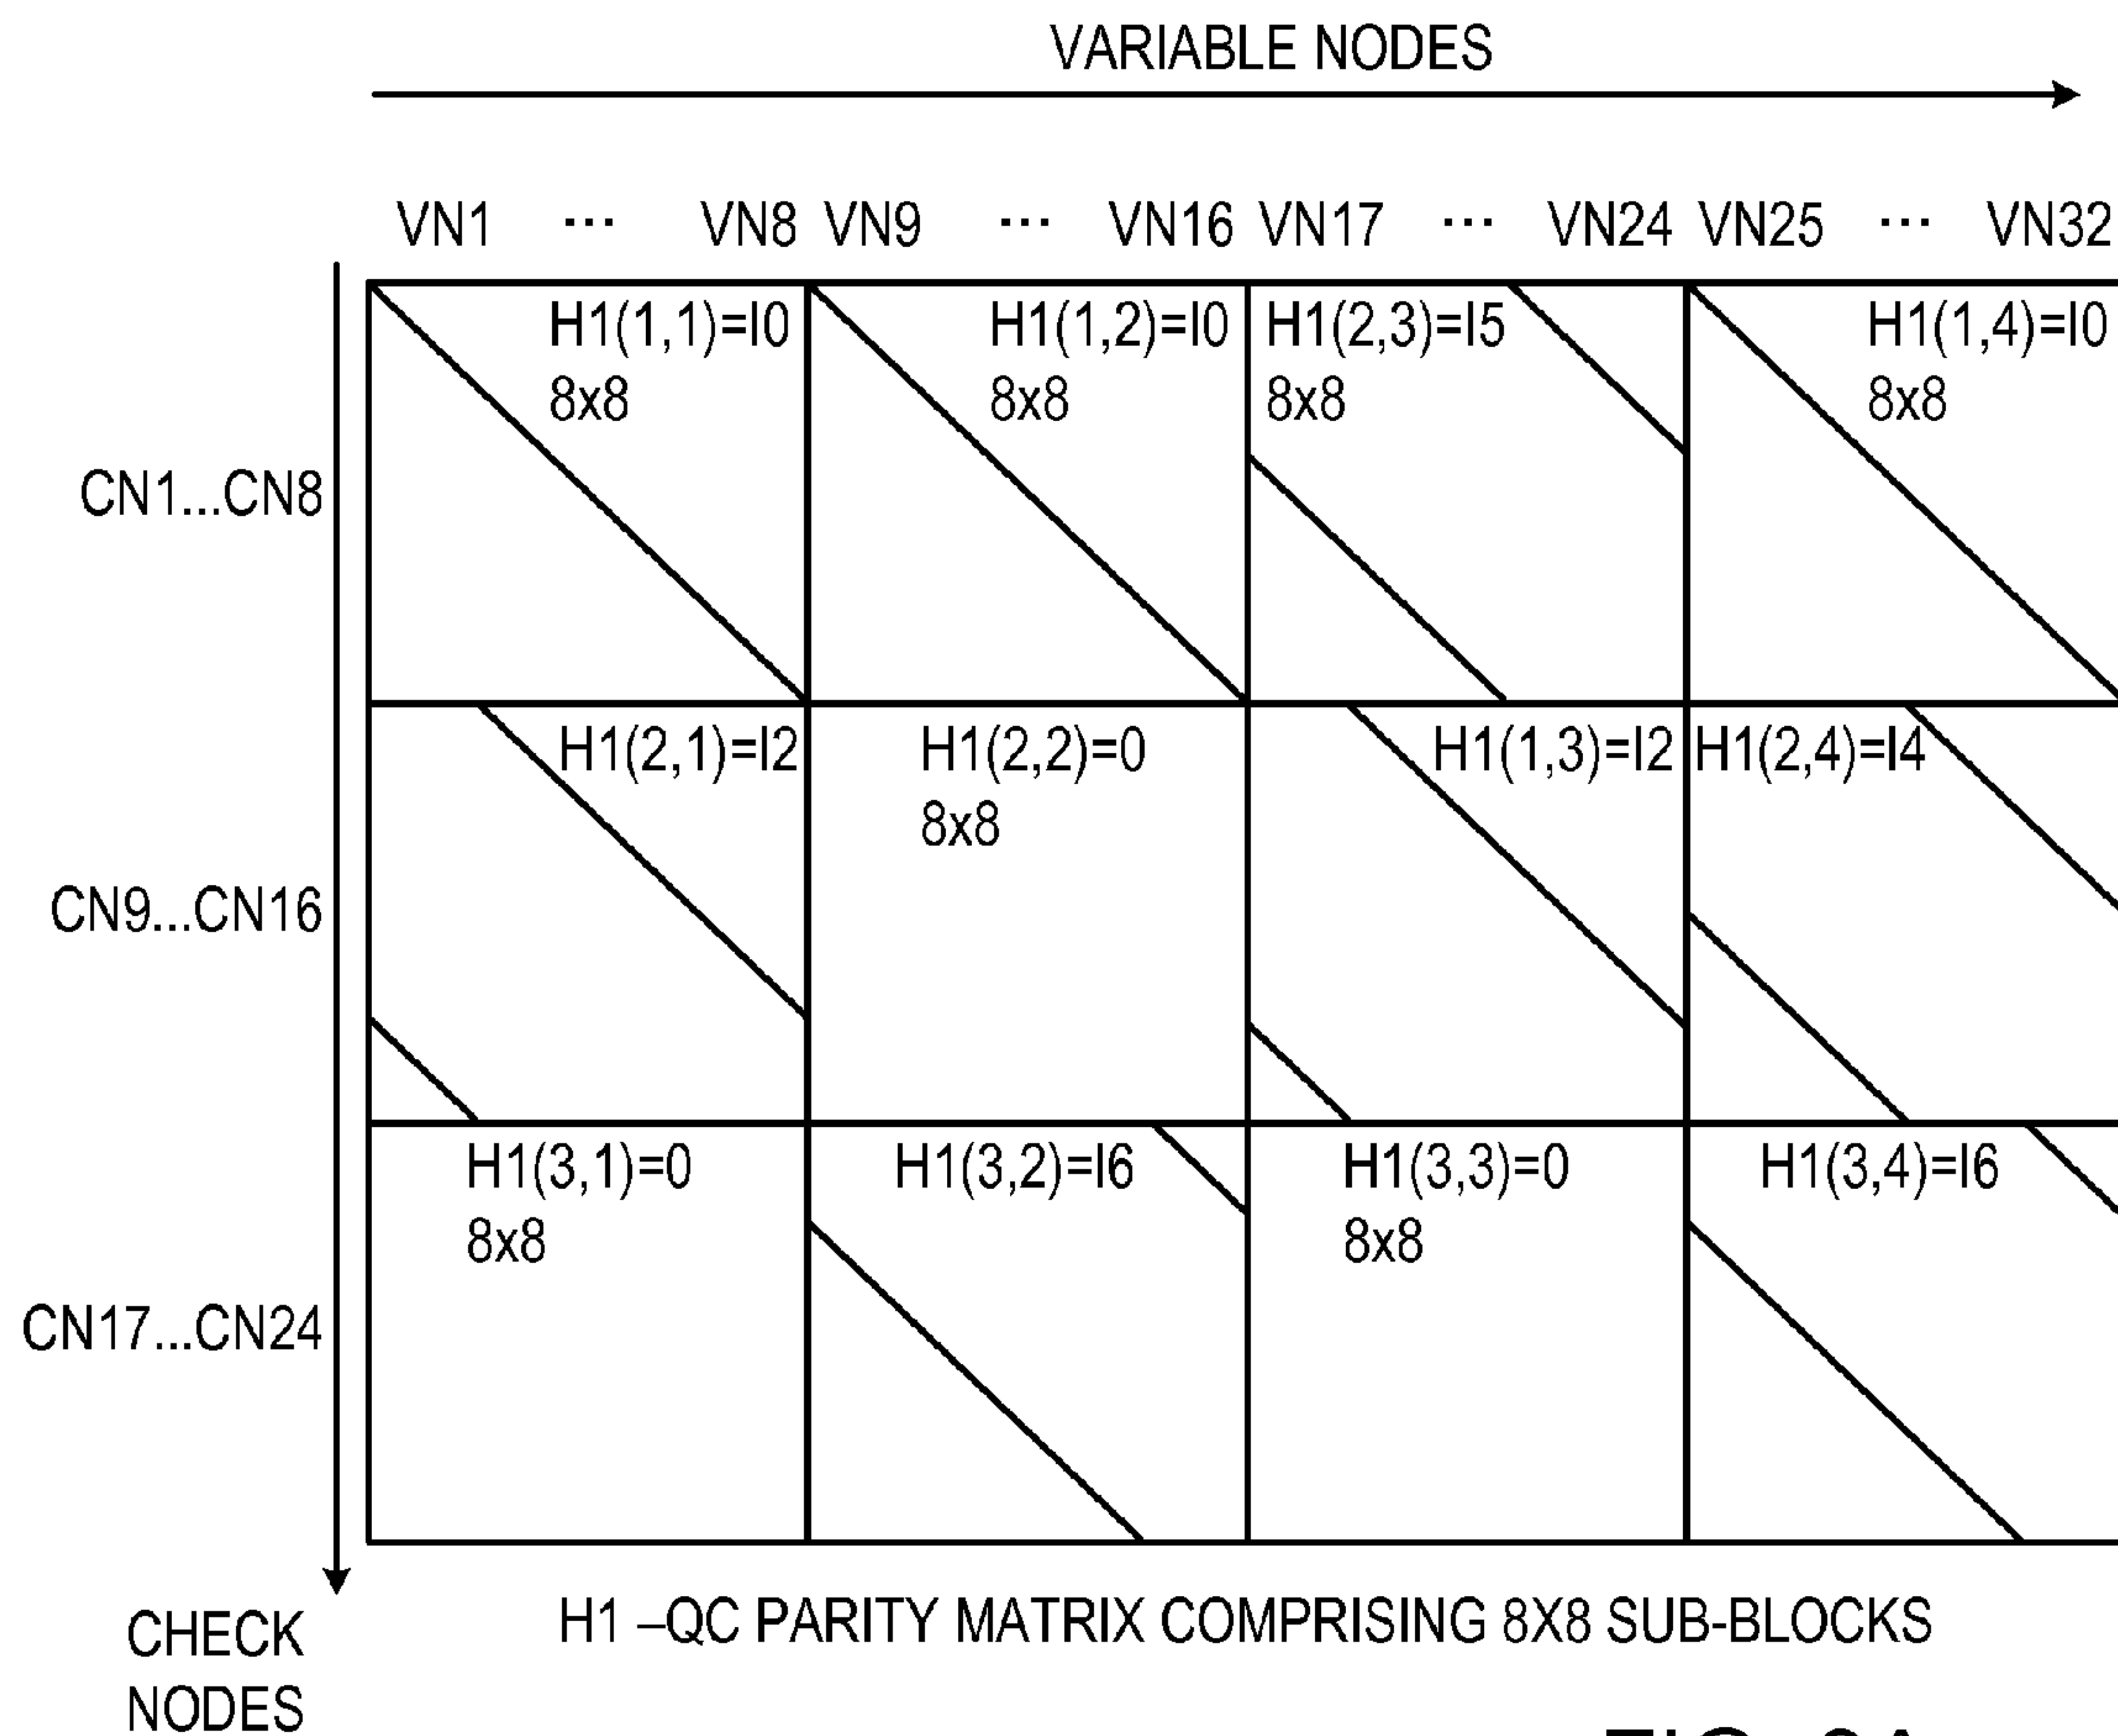 VARIABLE NODES
VN1 ... VN8 VN9 ... VN16 VN17 ... VN24 VN25 ... VN32
H1(1,1)=I0
8x8
H1(1,2)=I0
8x8
H1(2,3)=I5
8x8
H1(1,4)=I0
8x8
CN1...CN8
H1(2,1)=I2
H1(2,2)=0
8x8
H1(1,3)=I2
H1(2,4)=I4
CN9...CN16
H1(3,1)=0
8x8
H1(3,2)=I6
H1(3,3)=0
8x8
H1(3,4)=I6
CN17...CN24
CHECK
NODES
H1 –QC PARITY MATRIX COMPRISING 8X8 SUB-BLOCKS